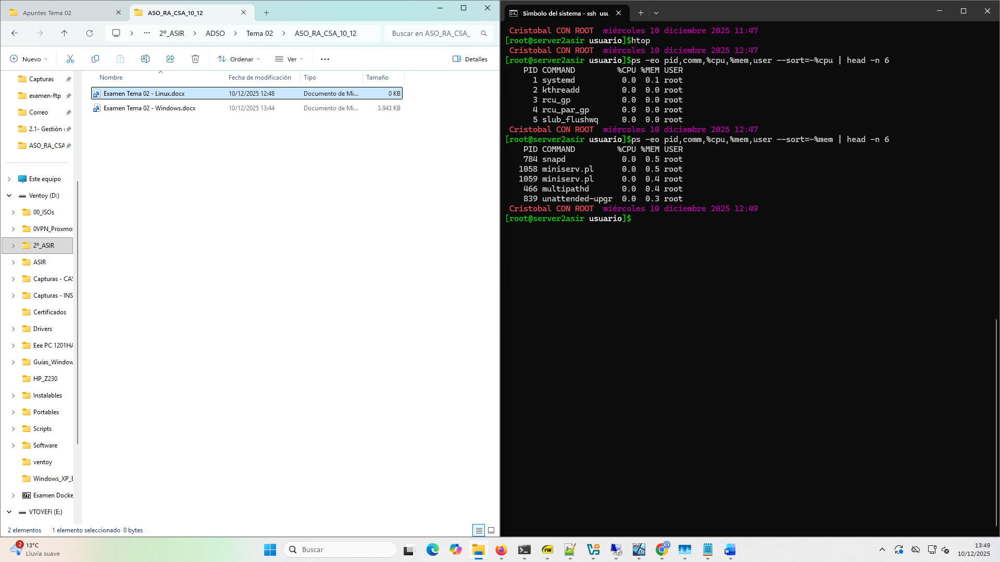 Apuntes Tema 02
ASO_RA_CSA_10_12
2º_ASIR
ADSO
Tema 02
ASO_RA_CSA_10_12
Buscar en ASO_RA_CSA_
Nuevo
Ordenar
Ver
Detalles
Nombre
Fecha de modificación
Tipo
Tamaño
Examen Tema 02 - Linux.docx 10/12/2025 12:48 Documento de Mi... 0 KB
Examen Tema 02 - Windows.docx 10/12/2025 13:44 Documento de Mi... 3.943 KB
Capturas
examen-ftp
Correo
2.1- Gestión
ASO_RA_CSA
Este equipo
Ventoy (D:)
00_ISOs
0VPN_Proxmo
2º_ASIR
ASIR
Capturas - CA
Capturas - INS
Certificados
Drivers
Eee PC 1201HA
Guías_Window
HP_Z230
Instalables
Portables
Scripts
Software
ventoy
Windows_XP_E
Examen Docke
VTOYEFI (E:)
2 elementos
1 elemento seleccionado 0 bytes
Símbolo del sistema - ssh usu
Cristobal CON ROOT miércoles 10 diciembre 2025 11:47
[root@server2asir usuario]$htop
Cristobal CON ROOT miércoles 10 diciembre 2025 12:47
[root@server2asir usuario]$ps -eo pid,comm,%cpu,%mem,user --sort=-%cpu | head -n 6
PID COMMAND %CPU %MEM USER
1 systemd 0.0 0.1 root
2 kthreadd 0.0 0.0 root
3 rcu_gp 0.0 0.0 root
4 rcu_par_gp 0.0 0.0 root
5 slub_flushwq 0.0 0.0 root
Cristobal CON ROOT miércoles 10 diciembre 2025 12:47
[root@server2asir usuario]$ps -eo pid,comm,%cpu,%mem,user --sort=-%mem | head -n 6
PID COMMAND %CPU %MEM USER
784 snapd 0.0 0.5 root
1058 miniserv.pl 0.0 0.5 root
1059 miniserv.pl 0.0 0.4 root
466 multipathd 0.0 0.4 root
839 unattended-upgr 0.0 0.3 root
Cristobal CON ROOT miércoles 10 diciembre 2025 12:49
[root@server2asir usuario]$
2
13°C
Lluvia suave
Buscar
PDF
13:49
10/12/2025